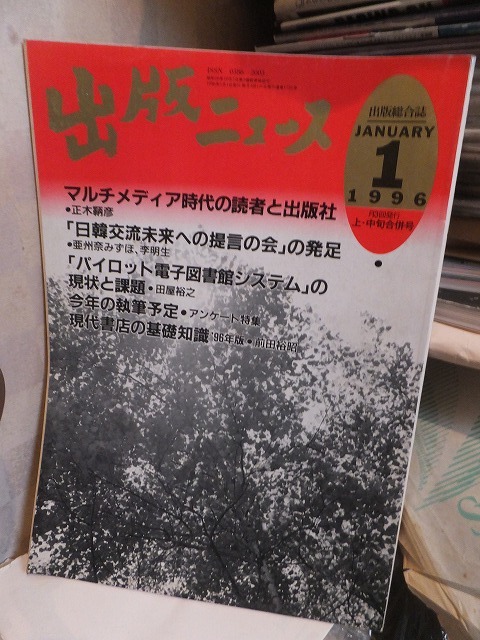 出版ニュース
出版総合誌
JANUARY
1
1996
月3回発行
上・中旬合併号
マルチメディア時代の読者と出版社
・正木鞆彦
「日韓交流未来への提言の会」の発足
・亜州奈みずほ、李明生
「パイロット電子図書館システム」の
現状と課題・田屋裕之
今年の執筆予定・アンケート特集
現代書店の基礎知識'96年版・前田裕昭